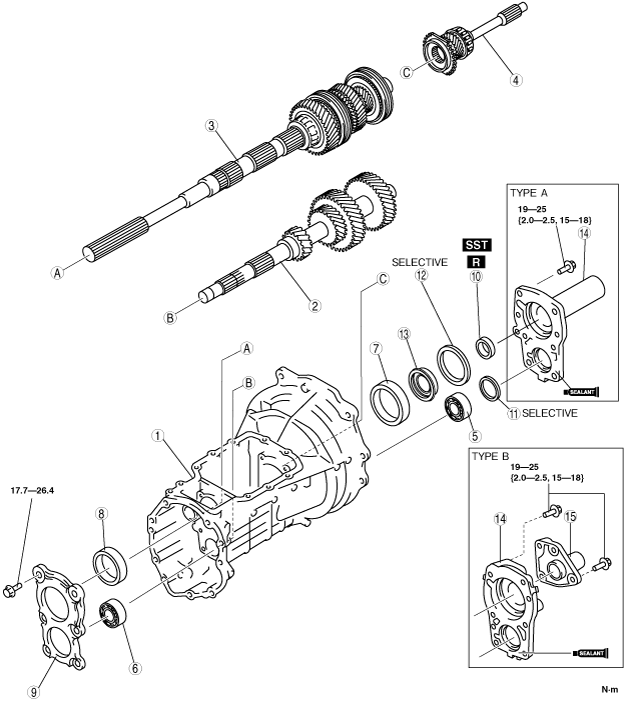 C
4
3
TYPE A
19—25
{2.0—2.5, 15—18}
14
A
SST
R
SELECTIVE
10
12
C
2
B
13
7
A
SEALANT
B
11 SELECTIVE
5
1
TYPE B
19—25
{2.0—2.5, 15—18}
17.7—26.4
8
14
15
6
SEALANT
9
N·m